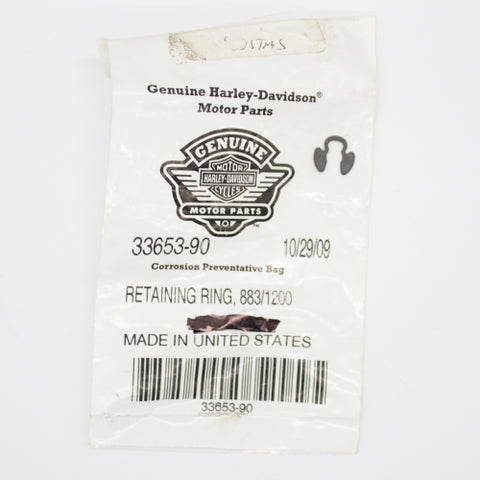 Genuine Harley-Davidson®
Motor Parts
GENUINE
MOTOR
HARLEY-DAVIDSON
CYCLES
MOTOR PARTS
™
33653-90 10/29/09
Corrosion Preventative Bag
RETAINING RING, 883/1200
MADE IN UNITED STATES
33653-90